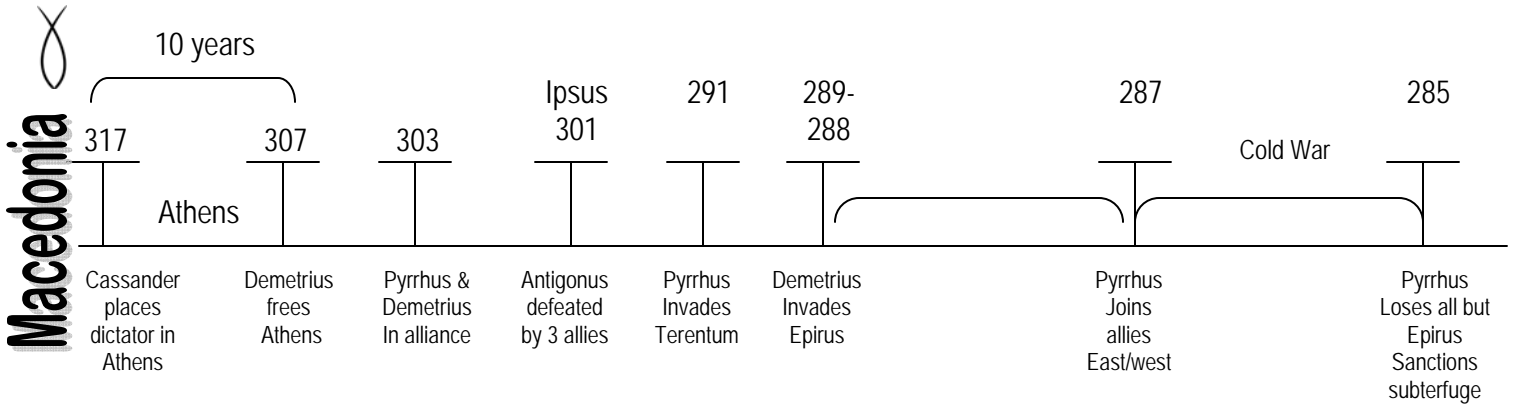 Macedonia
10 years
317
307
303
Ipsus
301
291
289-
288
287
285
Cold War
Athens
Cassander
places
dictator in
Athens
Demetrius
frees
Athens
Pyrrhus &
Demetrius
In alliance
Antigonus
defeated
by 3 allies
Pyrrhus
Invades
Terentum
Demetrius
Invades
Epirus
Pyrrhus
Joins
allies
East/west
Pyrrhus
Loses all but
Epirus
Sanctions
subterfuge